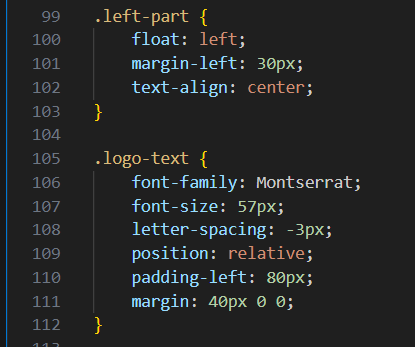 99 .left-part {
100 float: left;
101 margin-left: 30px;
102 text-align: center;
103 }
104
105 .logo-text {
106 font-family: Montserrat;
107 font-size: 57px;
108 letter-spacing: -3px;
109 position: relative;
110 padding-left: 80px;
111 margin: 40px 0 0;
112 }